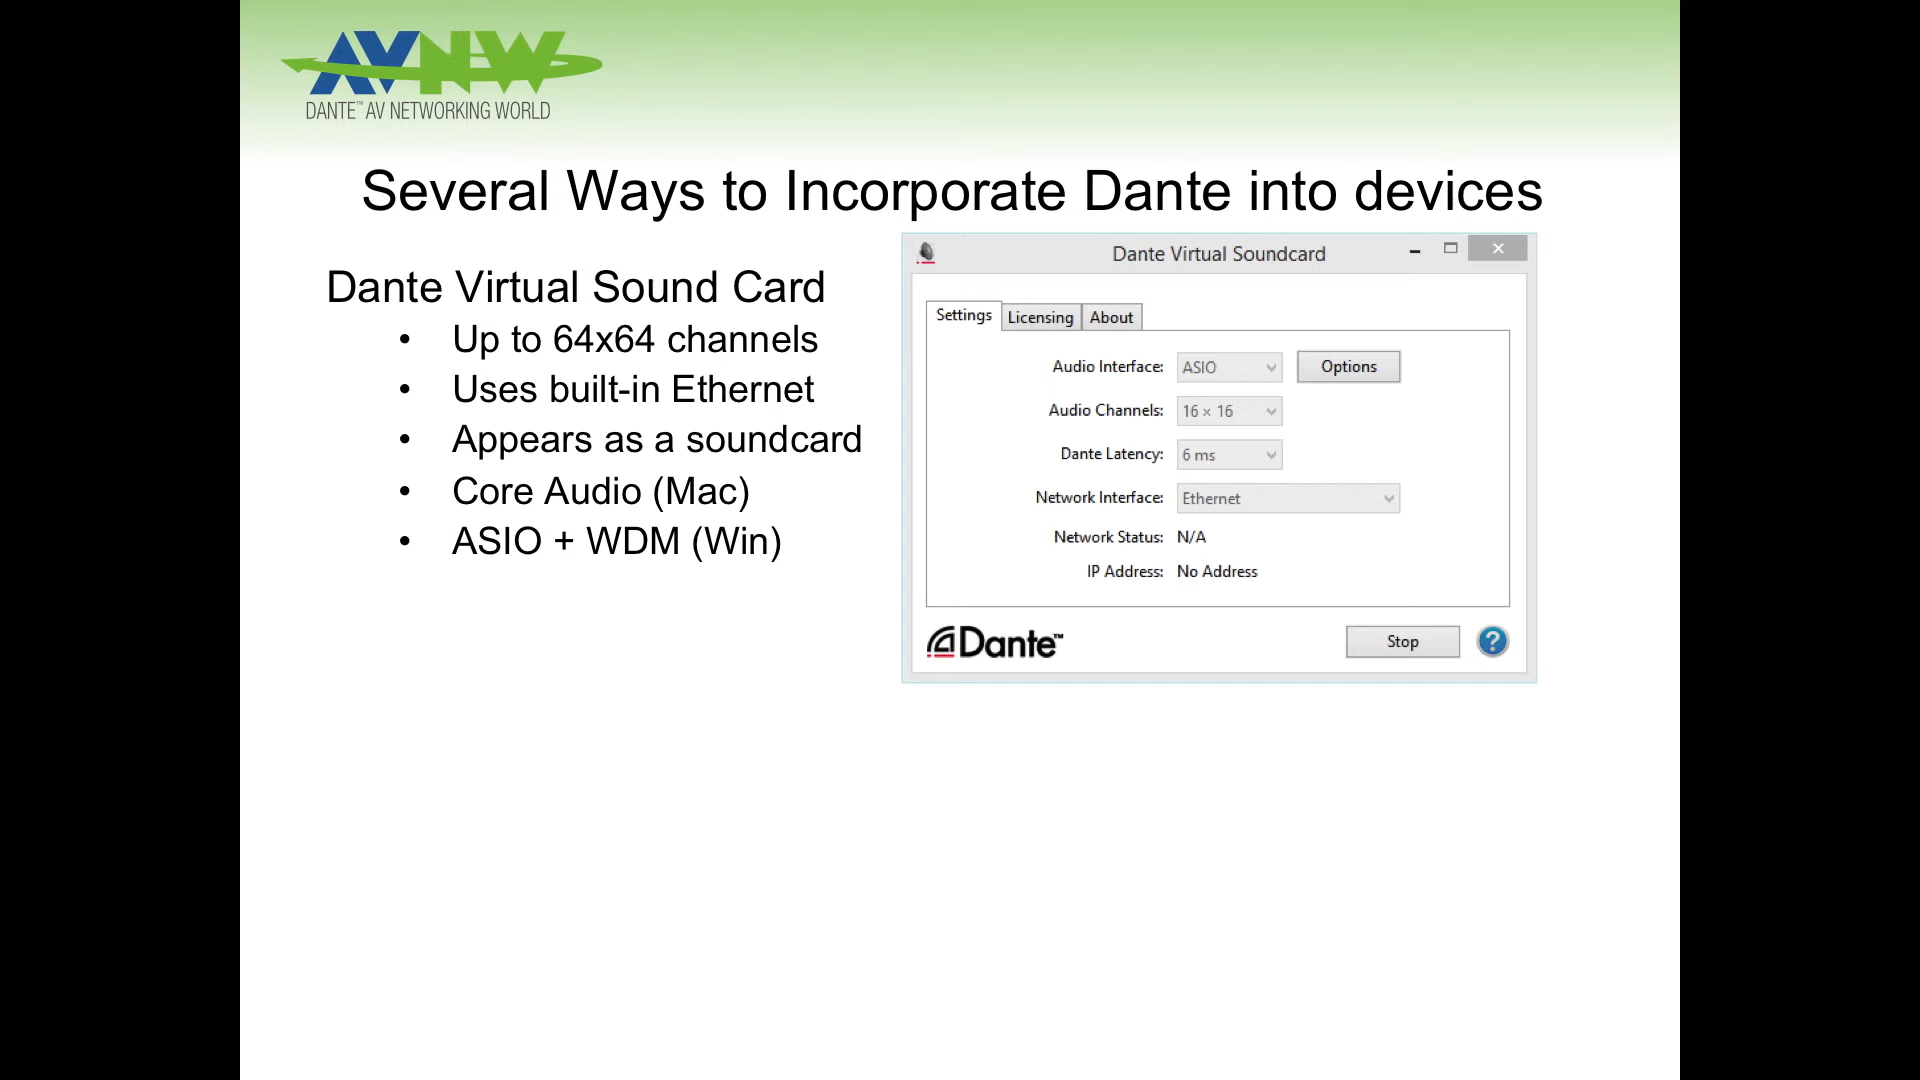 AVNW
DANTE™ AV NETWORKING WORLD
Several Ways to Incorporate Dante into devices
Dante Virtual Sound Card
• Up to 64x64 channels
• Uses built-in Ethernet
• Appears as a soundcard
• Core Audio (Mac)
• ASIO + WDM (Win)
Dante Virtual Soundcard
Settings Licensing About
Audio Interface: ASIO Options
Audio Channels: 16 × 16
Dante Latency: 6 ms
Network Interface: Ethernet
Network Status: N/A
IP Address: No Address
Dante™ Stop ?